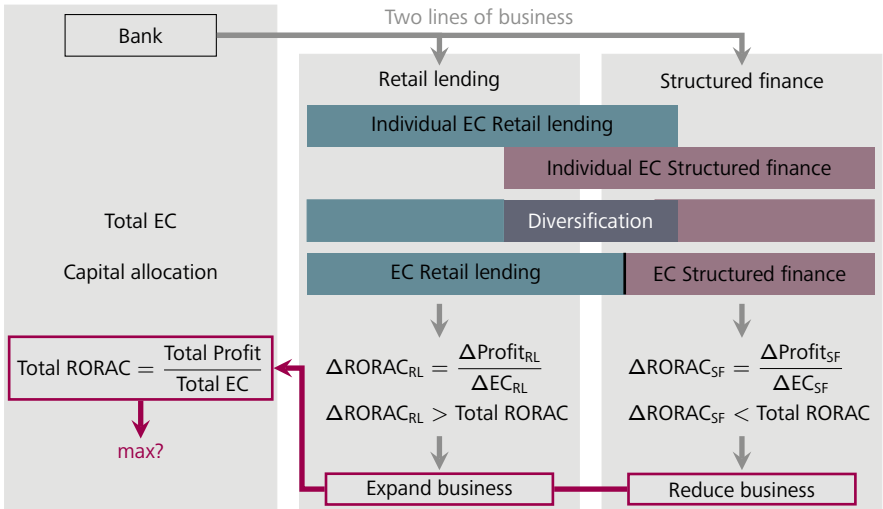 Two lines of business
Bank
Retail lending
Structured finance
Individual EC Retail lending
Individual EC Structured finance
Total EC
Diversification
Capital allocation
EC Retail lending
EC Structured finance
Total RORAC = Total Profit / Total EC
ΔRORAC_RL = ΔProfit_RL / ΔEC_RL
ΔRORAC_SF = ΔProfit_SF / ΔEC_SF
ΔRORAC_RL > Total RORAC
ΔRORAC_SF < Total RORAC
max?
Expand business
Reduce business